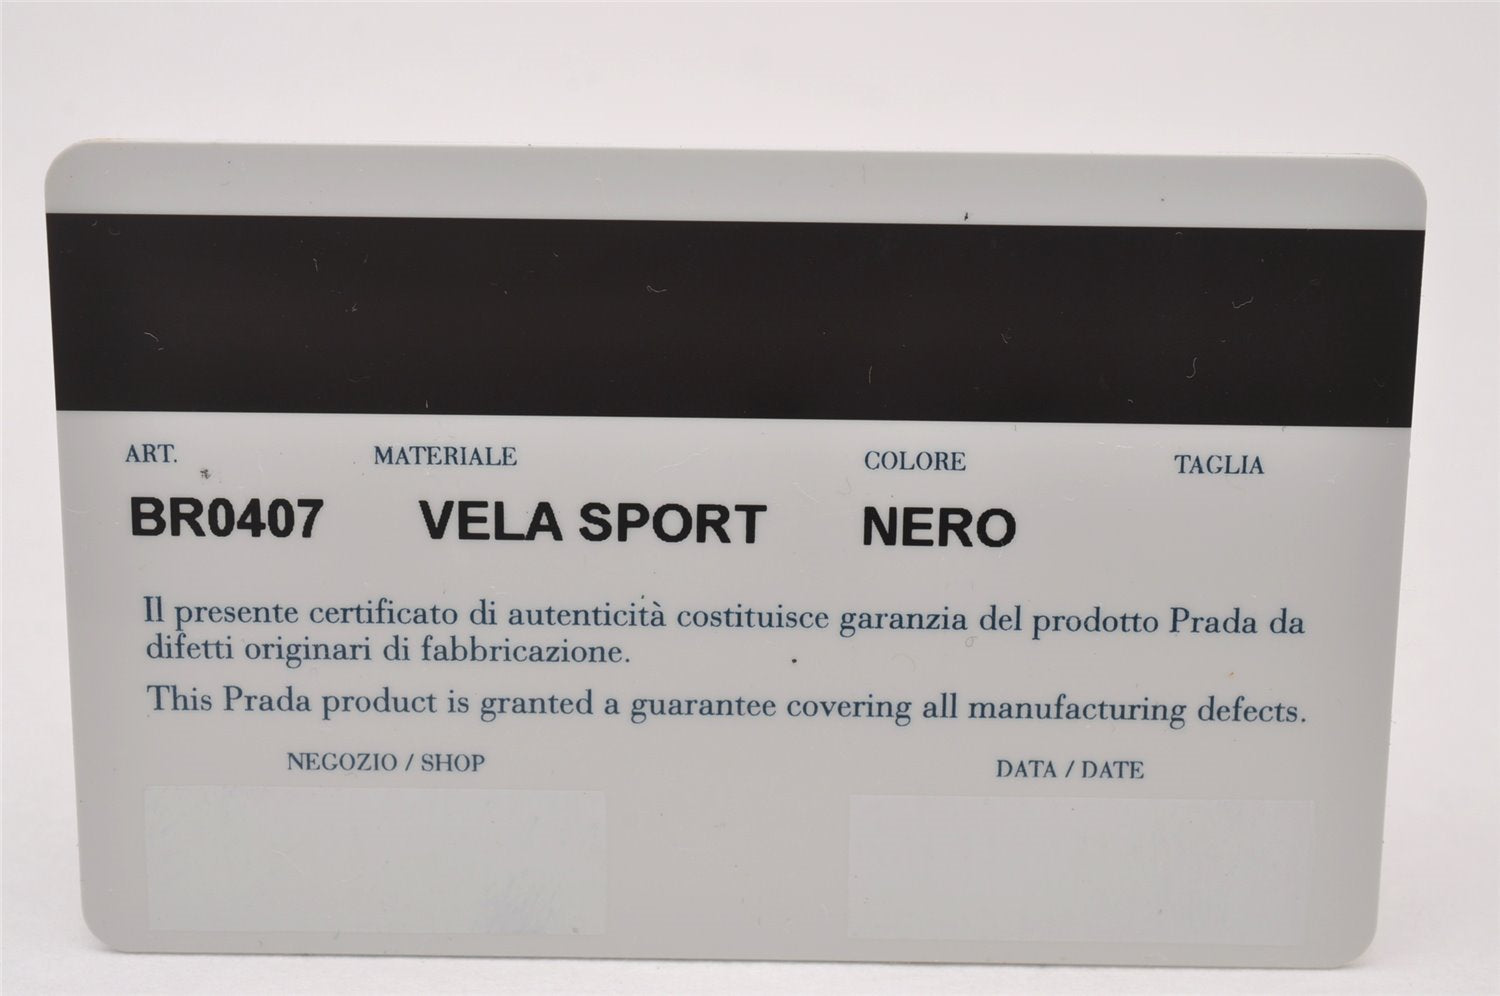 ART. MATERIALE COLORE TAGLIA
BR0407 VELA SPORT NERO
Il presente certificato di autenticità costituisce garanzia del prodotto Prada da
difetti originari di fabbricazione.
This Prada product is granted a guarantee covering all manufacturing defects.
NEGOZIO / SHOP DATA / DATE